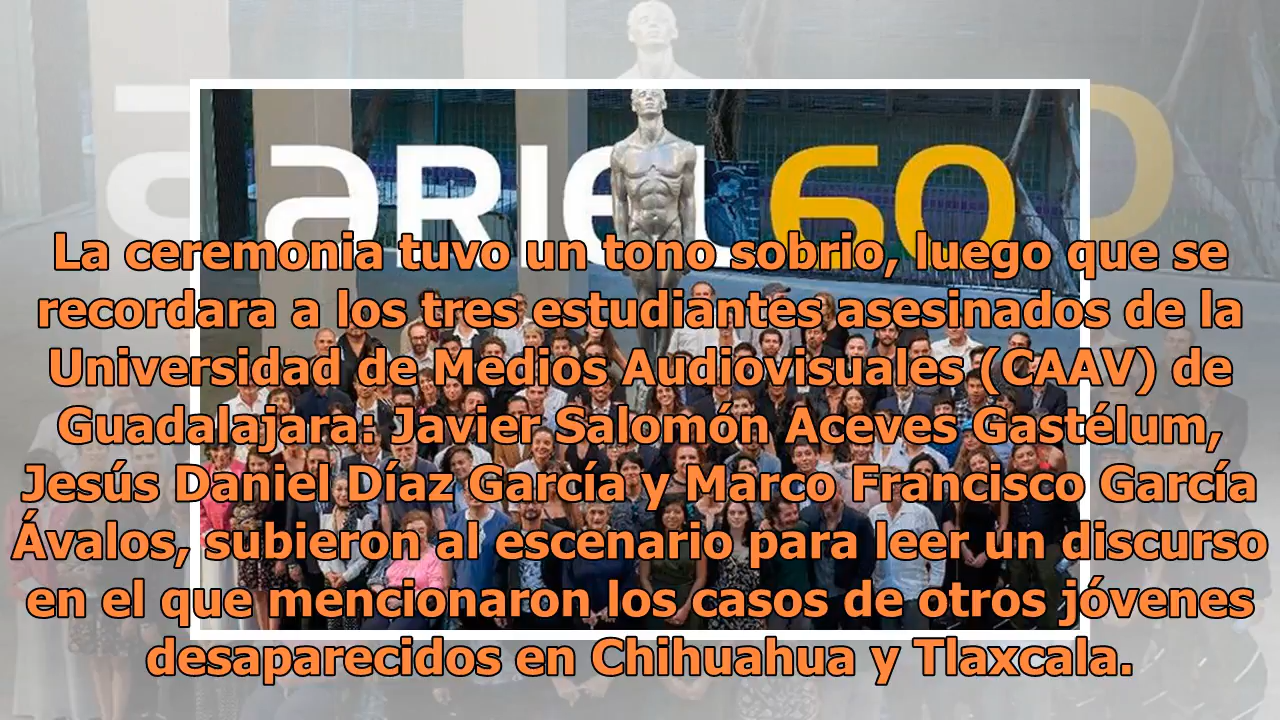 ARIEL 60
La ceremonia tuvo un tono sobrio, luego que se
recordara a los tres estudiantes asesinados de la
Universidad de Medios Audiovisuales (CAAV) de
Guadalajara: Javier Salomón Aceves Gastélum,
Jesús Daniel Díaz García y Marco Francisco García
Ávalos, subieron al escenario para leer un discurso
en el que mencionaron los casos de otros jóvenes
desaparecidos en Chihuahua y Tlaxcala.